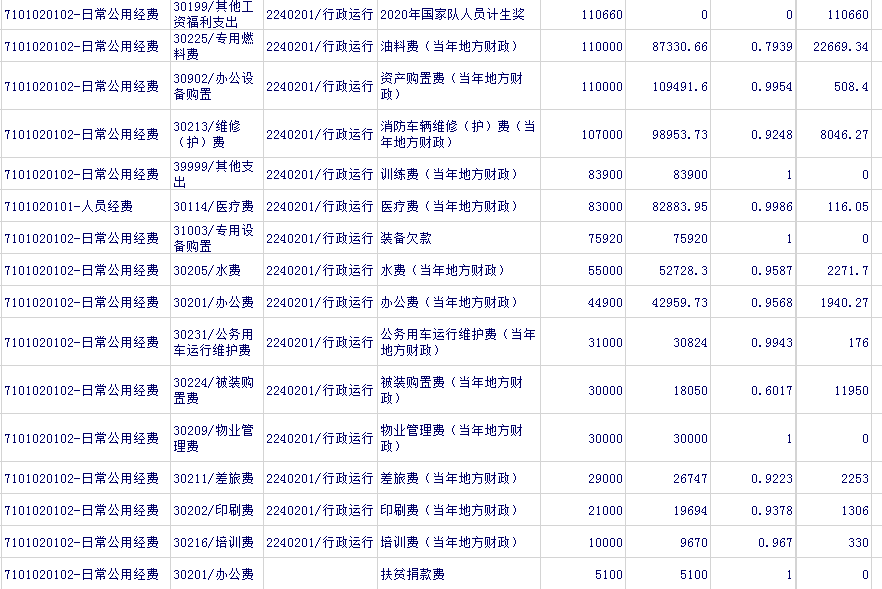 7101020102-日常公用经费 30199/其他工资福利支出 2240201/行政运行 2020年国家队人员计生奖 110660 0 0 110660
7101020102-日常公用经费 30225/专用燃料费 2240201/行政运行 油料费（当年地方财政） 110000 87330.66 0.7939 22669.34
7101020102-日常公用经费 30902/办公设备购置 2240201/行政运行 资产购置费（当年地方财政） 110000 109491.6 0.9954 508.4
7101020102-日常公用经费 30213/维修（护）费 2240201/行政运行 消防车辆维修（护）费（当年地方财政） 107000 98953.73 0.9248 8046.27
7101020102-日常公用经费 39999/其他支出 2240201/行政运行 训练费（当年地方财政） 83900 83900 1 0
7101020101-人员经费 30114/医疗费 2240201/行政运行 医疗费（当年地方财政） 83000 82883.95 0.9986 116.05
7101020102-日常公用经费 31003/专用设备购置 2240201/行政运行 装备欠款 75920 75920 1 0
7101020102-日常公用经费 30205/水费 2240201/行政运行 水费（当年地方财政） 55000 52728.3 0.9587 2271.7
7101020102-日常公用经费 30201/办公费 2240201/行政运行 办公费（当年地方财政） 44900 42959.73 0.9568 1940.27
7101020102-日常公用经费 30231/公务用车运行维护费 2240201/行政运行 公务用车运行维护费（当年地方财政） 31000 30824 0.9943 176
7101020102-日常公用经费 30224/被装购置费 2240201/行政运行 被装购置费（当年地方财政） 30000 18050 0.6017 11950
7101020102-日常公用经费 30209/物业管理费 2240201/行政运行 物业管理费（当年地方财政） 30000 30000 1 0
7101020102-日常公用经费 30211/差旅费 2240201/行政运行 差旅费（当年地方财政） 29000 26747 0.9223 2253
7101020102-日常公用经费 30202/印刷费 2240201/行政运行 印刷费（当年地方财政） 21000 19694 0.9378 1306
7101020102-日常公用经费 30216/培训费 2240201/行政运行 培训费（当年地方财政） 10000 9670 0.967 330
7101020102-日常公用经费 30201/办公费 扶贫捐款费 5100 5100 1 0